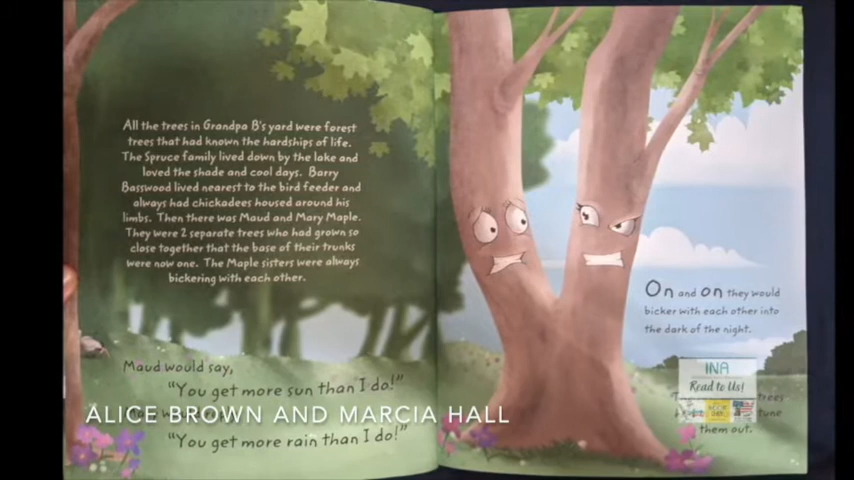 All the trees in Grandpa B's yard were forest
trees that had known the hardships of life.
The Spruce family lived down by the lake and
loved the shade and cool days. Barry
Basswood lived nearest to the bird feeder and
always had chickadees housed around his
limbs. Then there was Maud and Mary Maple.
They were 2 separate trees who had grown so
close together that the base of their trunks
were now one. The Maple sisters were always
bickering with each other.
Maud would say,
"You get more sun than I do!"
"You get more rain than I do!"
ALICE BROWN AND MARCIA HALL
On and on they would
bicker with each other into
the dark of the night.
INA
Read to Us!
trees
tune
them out.